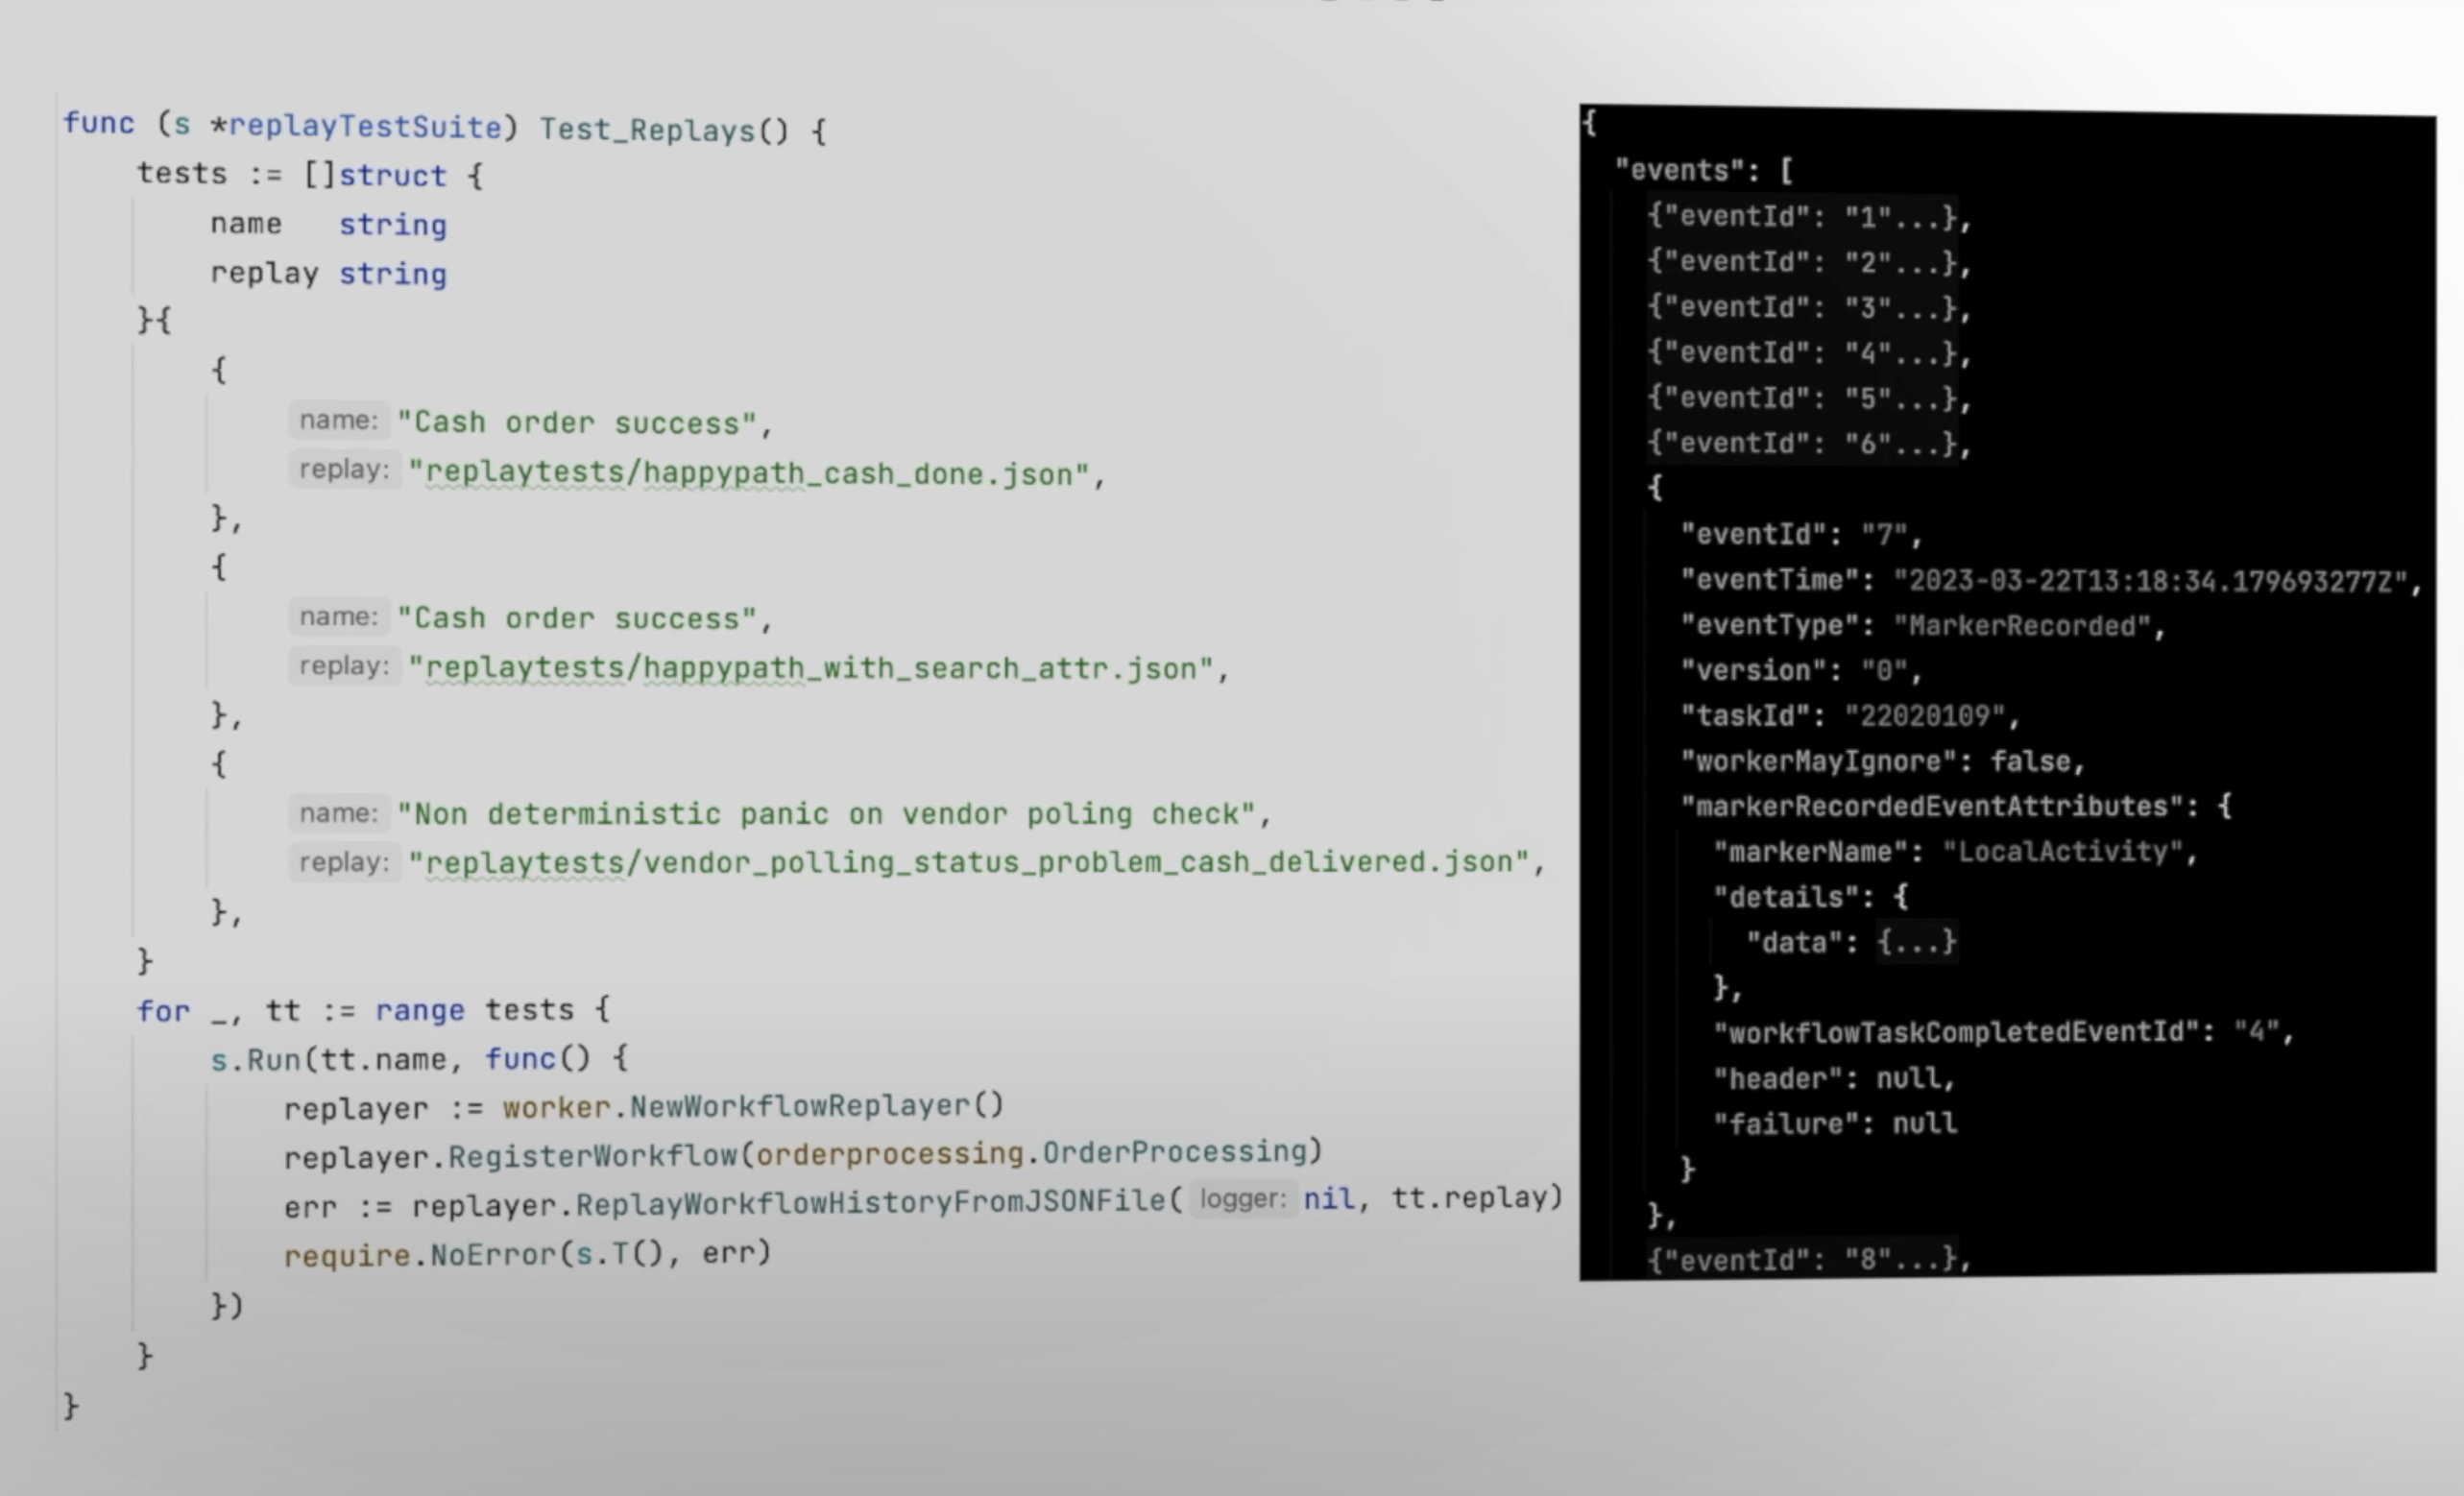 func (s *replayTestSuite) Test_Replays() {
tests := []struct {
name string
replay string
}{
{
name: "Cash order success",
replay: "replaytests/happypath_cash_done.json",
},
{
name: "Cash order success",
replay: "replaytests/happypath_with_search_attr.json",
},
{
name: "Non deterministic panic on vendor poling check",
replay: "replaytests/vendor_polling_status_problem_cash_delivered.json",
},
}
for _, tt := range tests {
s.Run(tt.name, func() {
replayer := worker.NewWorkflowReplayer()
replayer.RegisterWorkflow(orderprocessing.OrderProcessing)
err := replayer.ReplayWorkflowHistoryFromJSONFile( logger: nil, tt.replay)
require.NoError(s.T(), err)
})
}
}
{
"events": [
{"eventId": "1"...},
{"eventId": "2"...},
{"eventId": "3"...},
{"eventId": "4"...},
{"eventId": "5"...},
{"eventId": "6"...},
{
"eventId": "7",
"eventTime": "2023-03-22T13:18:34.179693277Z",
"eventType": "MarkerRecorded",
"version": "0",
"taskId": "22020109",
"workerMayIgnore": false,
"markerRecordedEventAttributes": {
"markerName": "LocalActivity",
"details": {
"data": {...}
},
"workflowTaskCompletedEventId": "4",
"header": null,
"failure": null
}
},
{"eventId": "8"...},